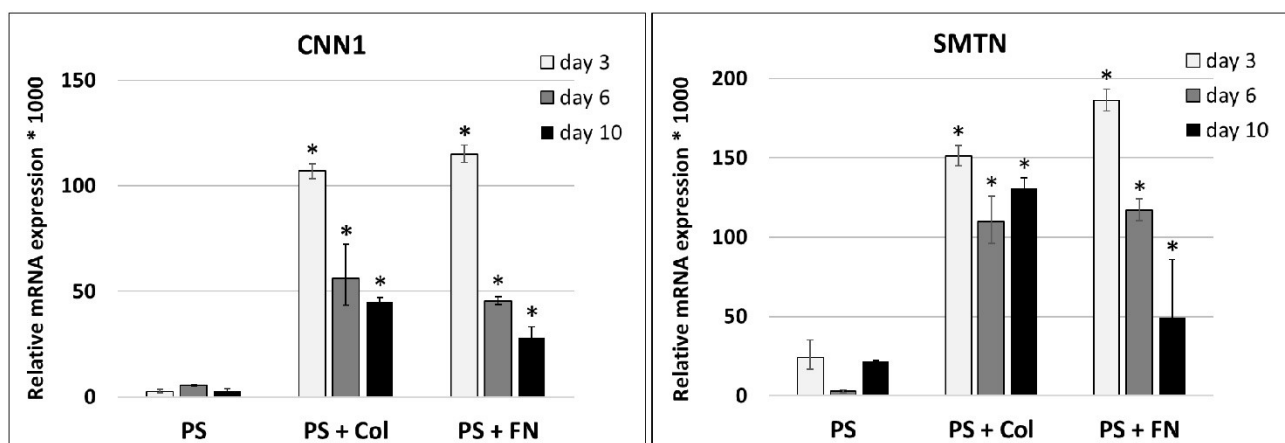 CNN1
Relative mRNA expression * 1000
150
100
50
0
day 3
day 6
day 10
*
*
*
*
*
*
PS
PS + Col
PS + FN
SMTN
Relative mRNA expression * 1000
200
150
100
50
0
day 3
day 6
day 10
*
*
*
*
*
*
PS
PS + Col
PS + FN